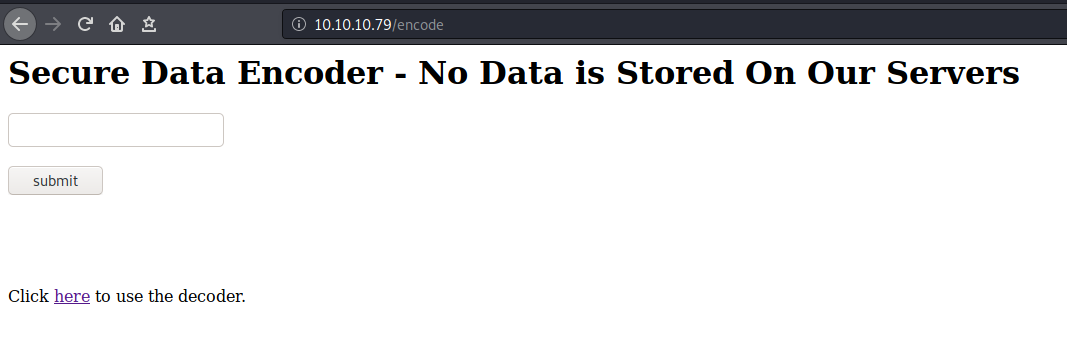 10.10.10.79/encode
Secure Data Encoder - No Data is Stored On Our Servers
submit
Click here to use the decoder.